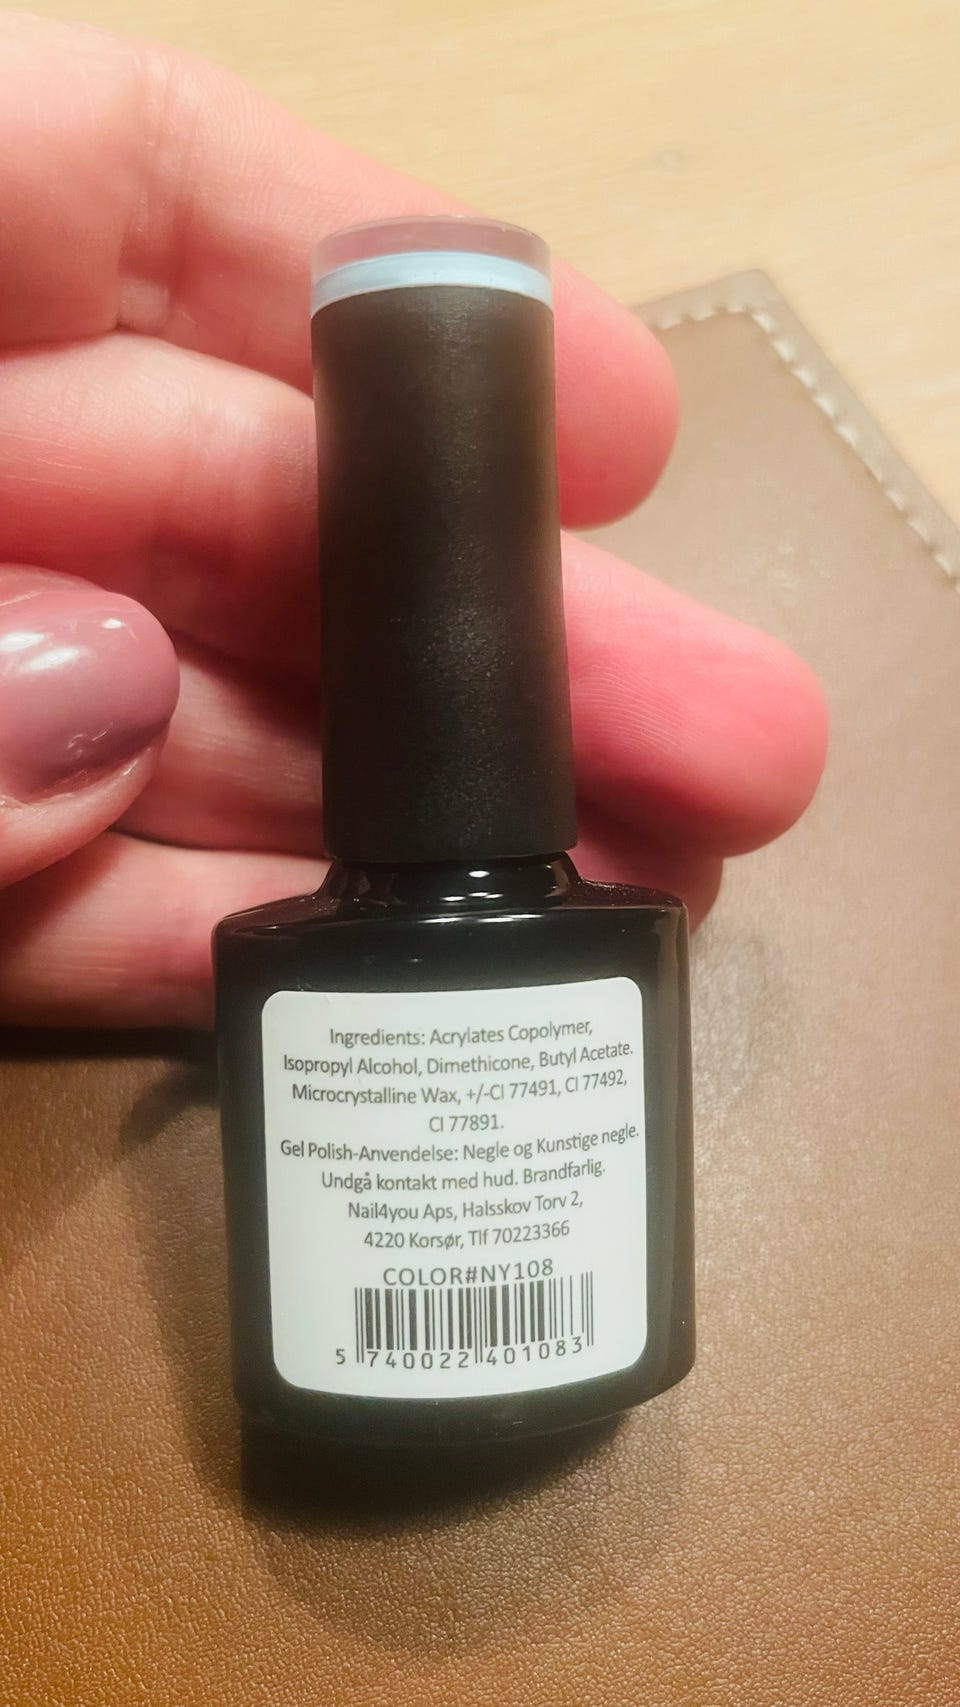 Ingredients: Acrylates Copolymer,
Isopropyl Alcohol, Dimethicone, Butyl Acetate.
Microcrystalline Wax, +/-CI 77491, CI 77492,
CI 77891.
Gel Polish-Anvendelse: Negle og Kunstige negle.
Undgå kontakt med hud. Brandfarlig.
Nail4you Aps, Halsskov Torv 2,
4220 Korsør, Tlf 70223366
COLOR#NY108
5 740022 401083